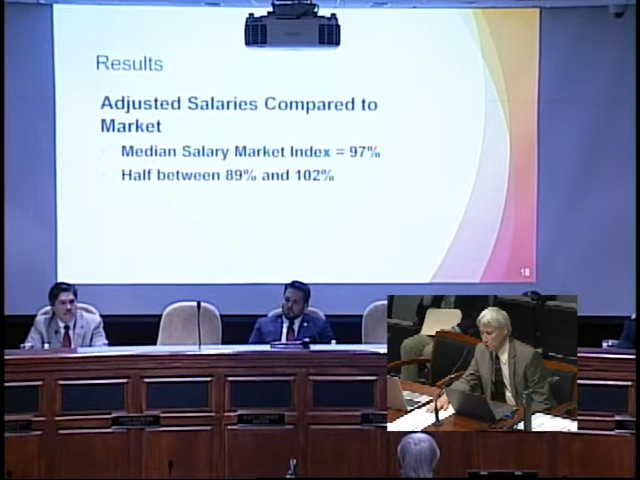 Results
Adjusted Salaries Compared to
Market
Median Salary Market Index = 97%
Half between 89% and 102%
18